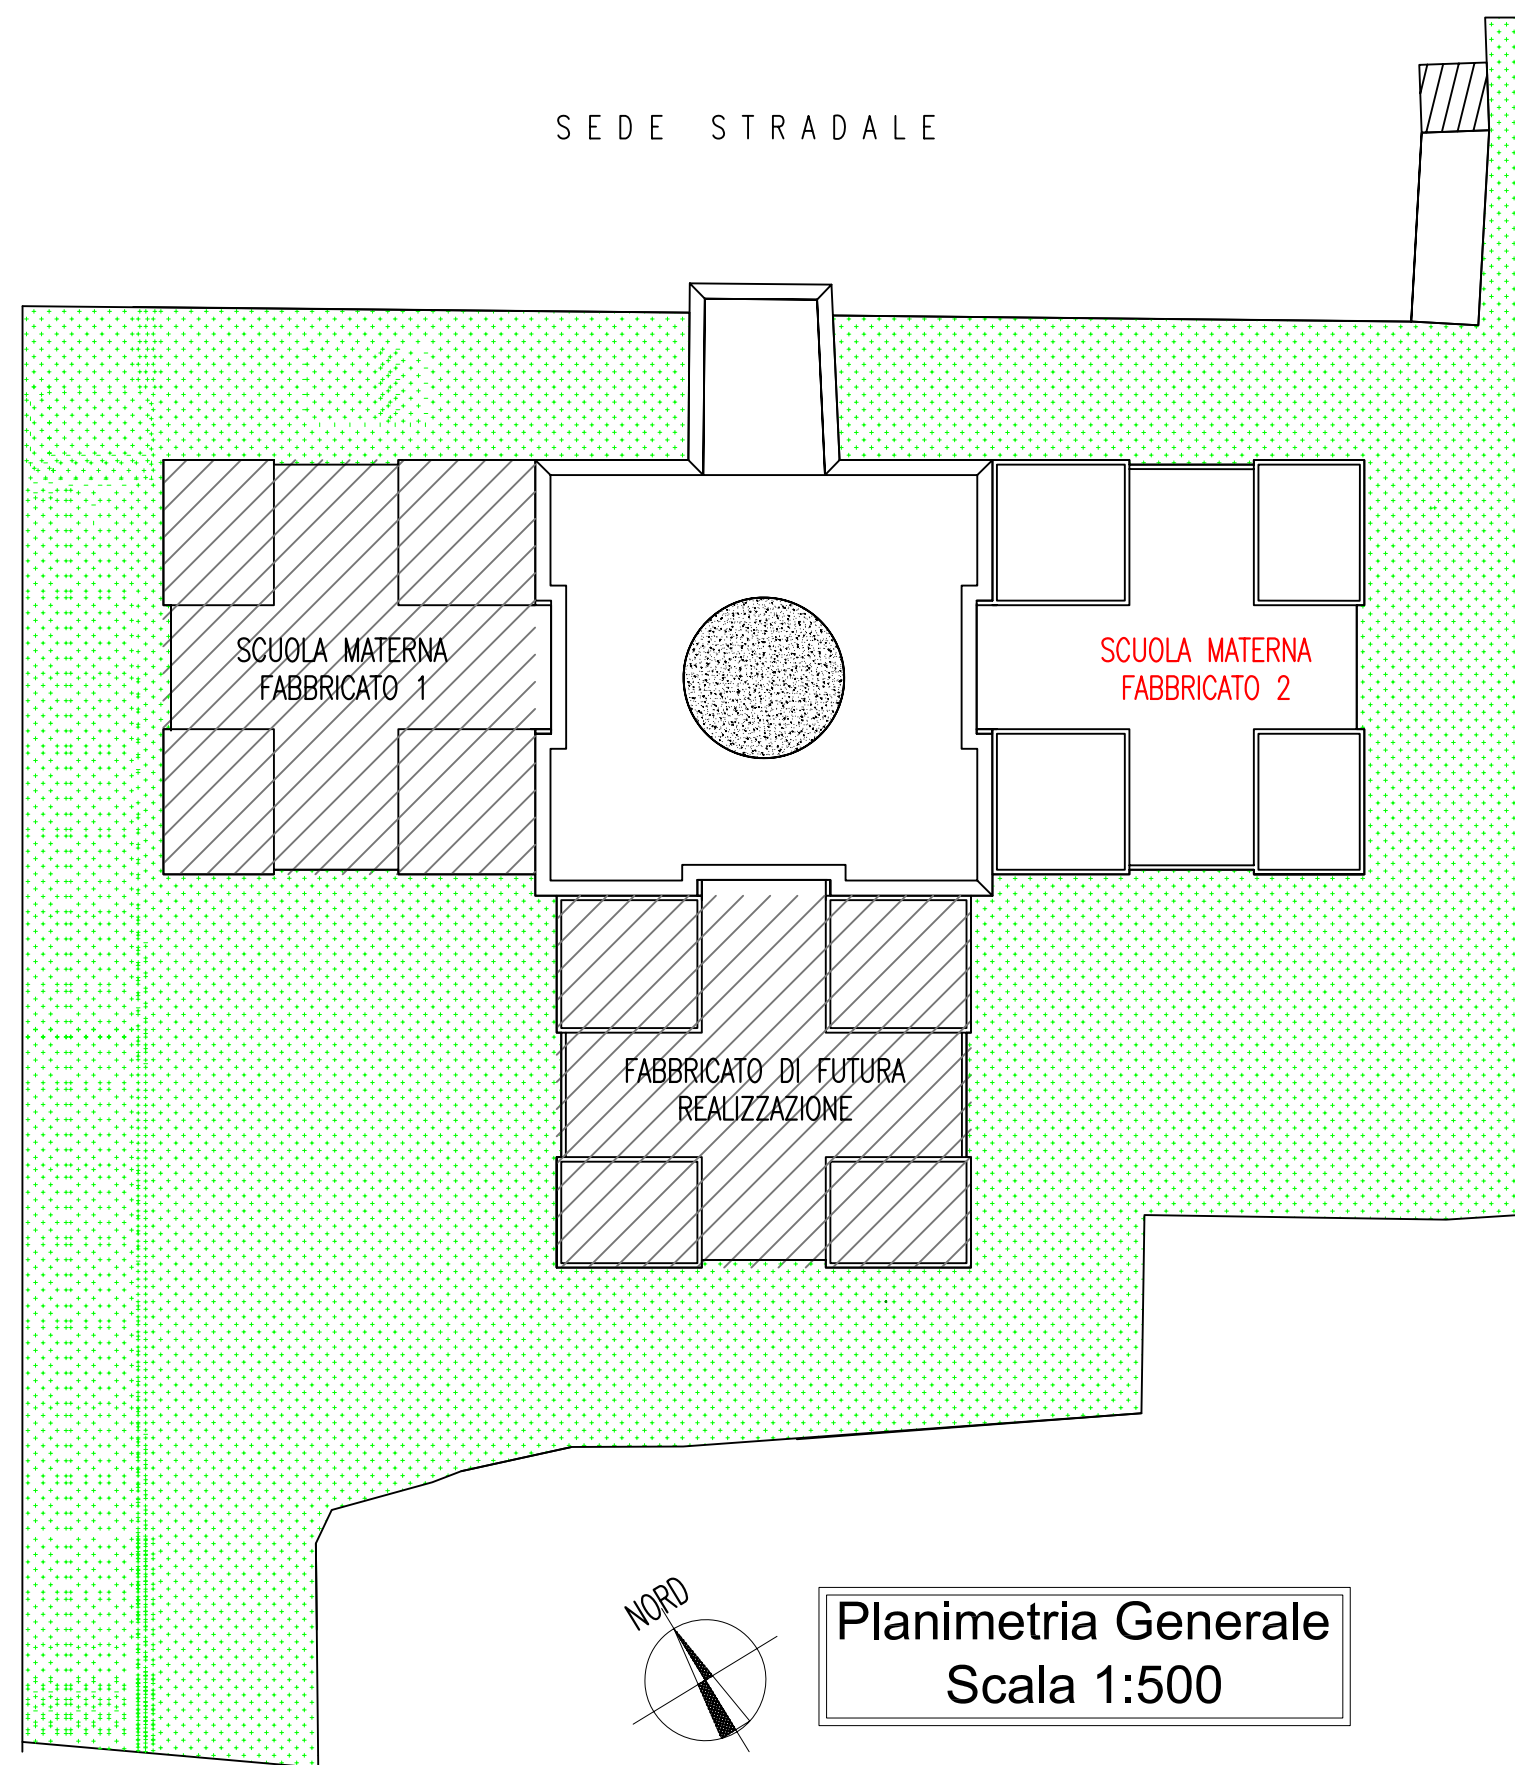 SEDE STRADALE
SCUOLA MATERNA
FABBRICATO 1
SCUOLA MATERNA
FABBRICATO 2
FABBRICATO DI FUTURA
REALIZZAZIONE
NORD
Planimetria Generale
Scala 1:500